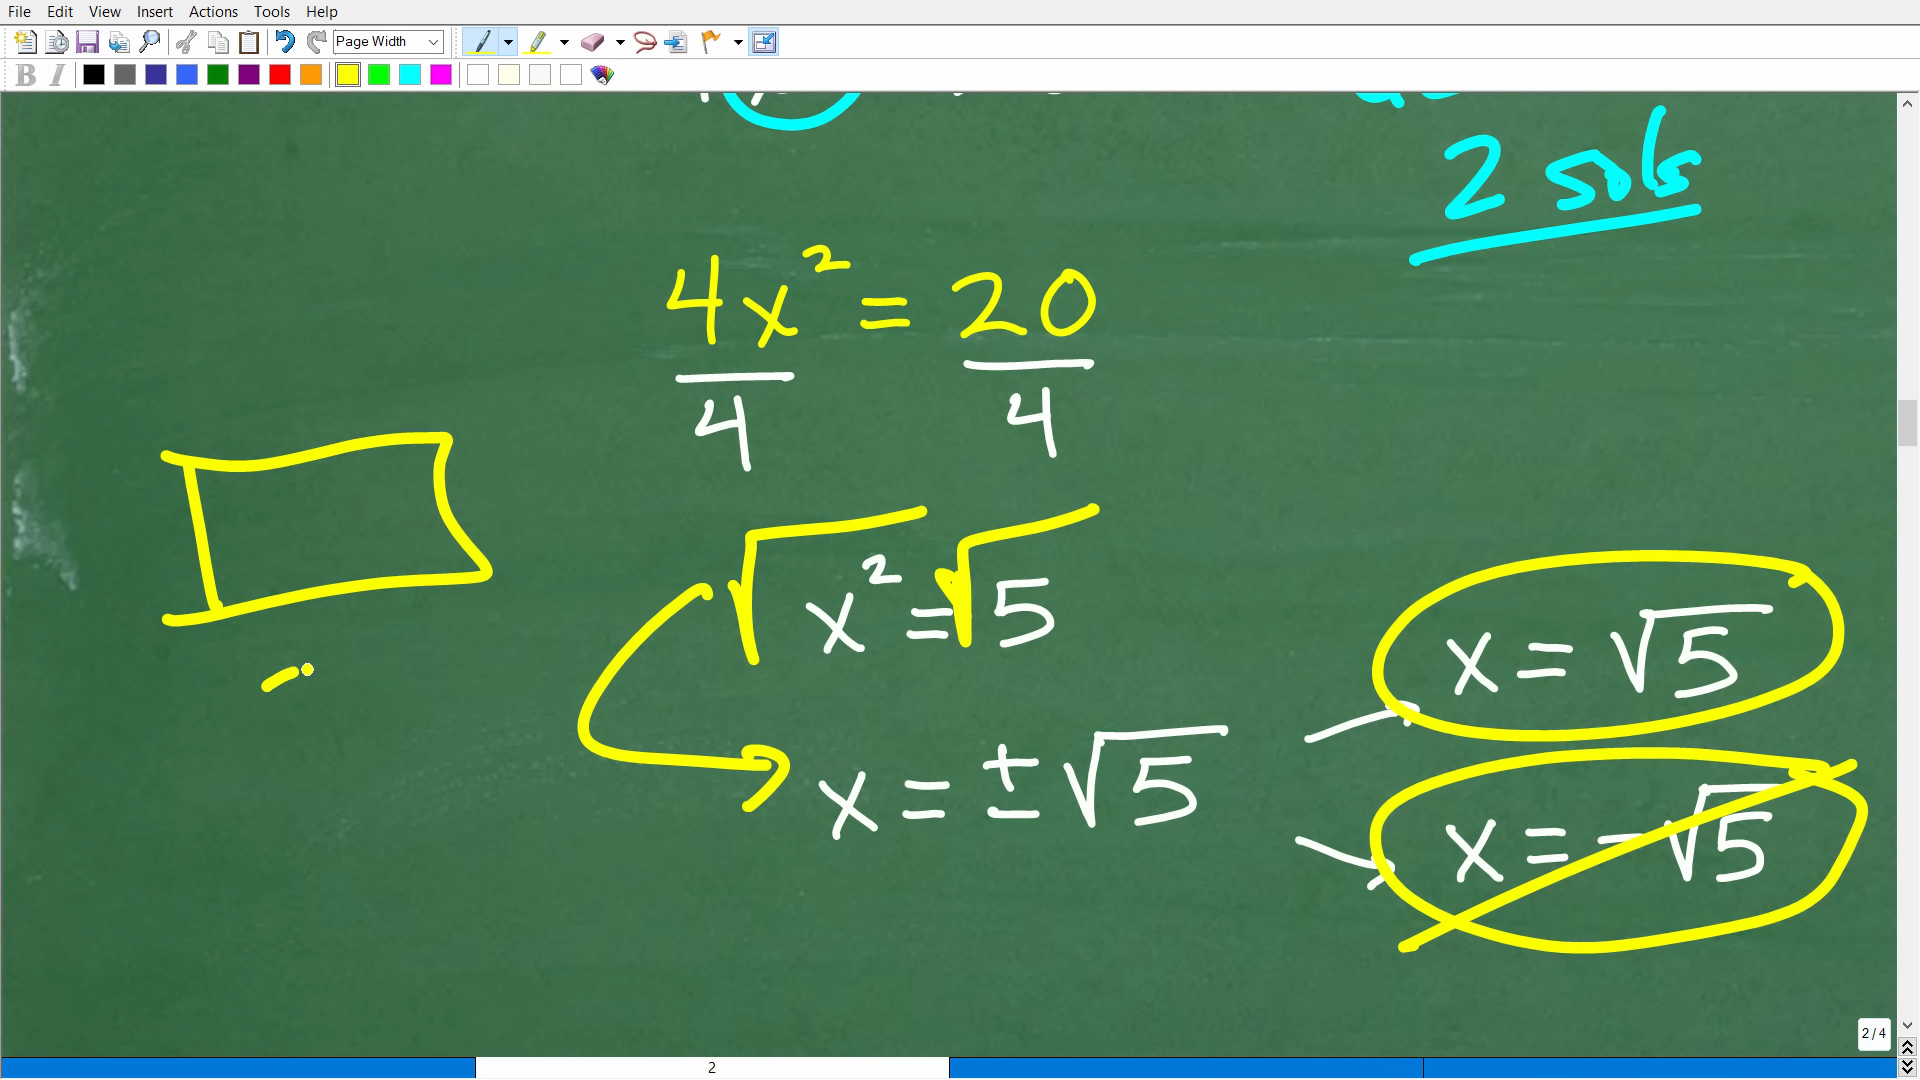 File Edit View Insert Actions Tools Help
Page Width
B I
2 sols
4x² = 20
4 4
√x² = √5
x = √5
x = ± √5
x = -√5
2 / 4
2